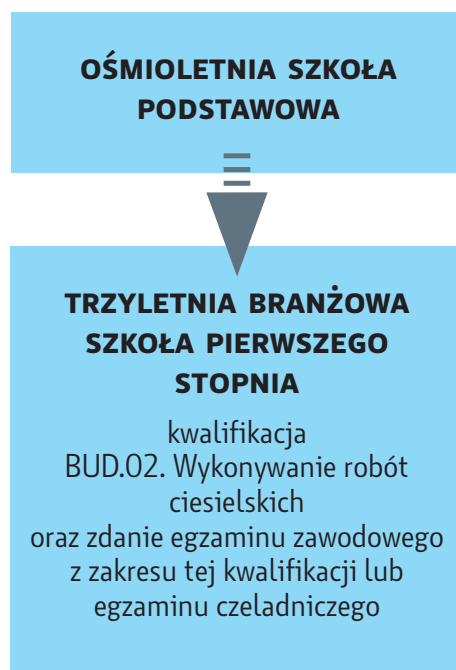 OŚMIOLETNIA SZKOŁA
PODSTAWOWA
TRZYLETNIA BRANŻOWA
SZKOŁA PIERWSZEGO
STOPNIA
kwalifikacja
BUD.02. Wykonywanie robót
ciesielskich
oraz zdanie egzaminu zawodowego
z zakresu tej kwalifikacji lub
egzaminu czeladniczego